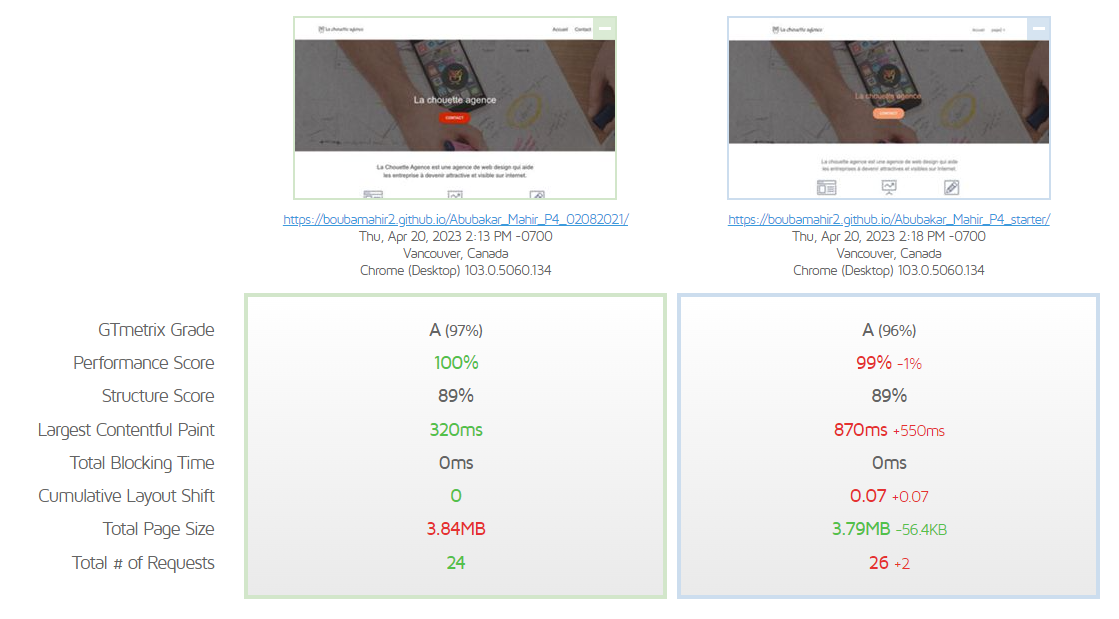 La chouette agence
Accueil Contact
La chouette agence
CONTACT
La Chouette Agence est une agence de web design qui aide
les entreprise à devenir attractive et visible sur Internet.
La chouette agence
Accueil page2
La chouette agence
CONTACT
La chouette agence est une agence de web design qui aide
les entreprises à devenir attractives et visibles sur Internet.
https://boubamahir2.github.io/Abubakar_Mahir_P4_02082021/
Thu, Apr 20, 2023 2:13 PM -0700
Vancouver, Canada
Chrome (Desktop) 103.0.5060.134
https://boubamahir2.github.io/Abubakar_Mahir_P4_starter/
Thu, Apr 20, 2023 2:18 PM -0700
Vancouver, Canada
Chrome (Desktop) 103.0.5060.134
GTmetrix Grade A (97%) A (96%)
Performance Score 100% 99% -1%
Structure Score 89% 89%
Largest Contentful Paint 320ms 870ms +550ms
Total Blocking Time 0ms 0ms
Cumulative Layout Shift 0 0.07 +0.07
Total Page Size 3.84MB 3.79MB -56.4KB
Total # of Requests 24 26 +2